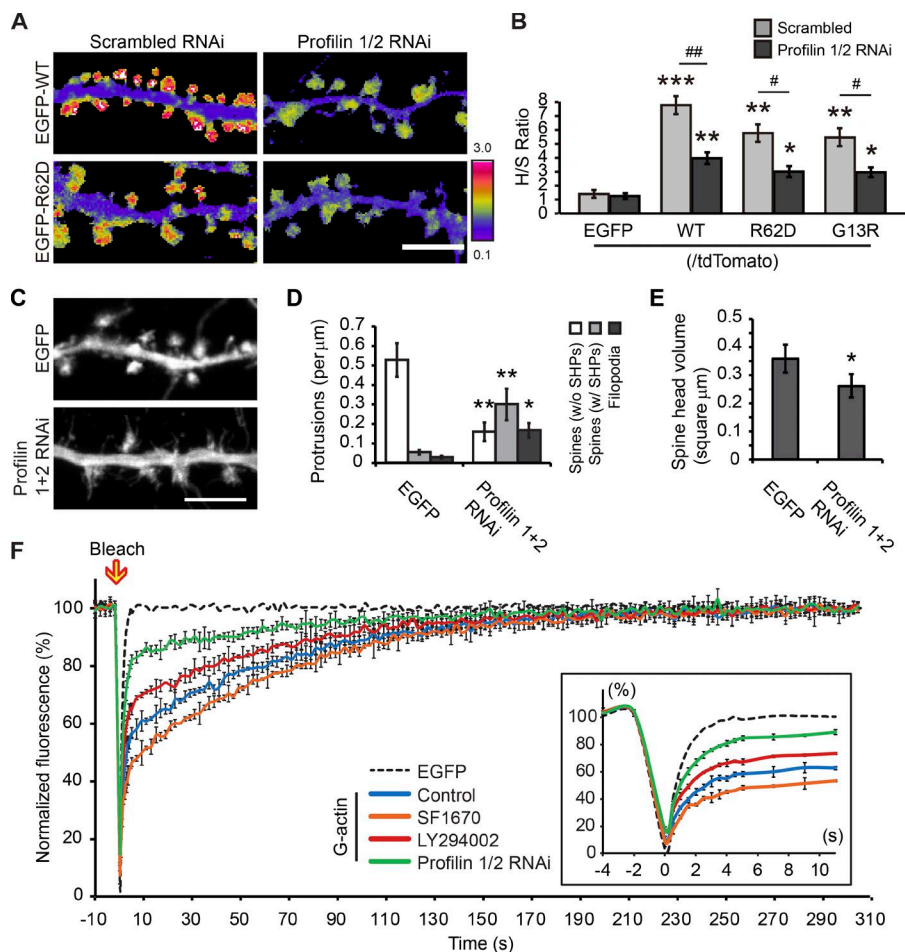 A
Scrambled RNAi
Profilin 1/2 RNAi
EGFP-WT
EGFP-R62D
3.0
0.1
B
Scrambled
Profilin 1/2 RNAi
H/S Ratio
8
7
6
5
4
3
2
1
0
***
**
##
**
*
#
**
*
#
EGFP WT R62D G13R
(/tdTomato)
C
EGFP
Profilin
1+2 RNAi
D
Protrusions (per µm)
0.7
0.6
0.5
0.4
0.3
0.2
0.1
0
**
**
*
EGFP
Profilin 1+2
RNAi
Spines (w/o SHPs)
Spines (w/ SHPs)
Filopodia
E
Spine head volume
(square µm)
0.5
0.4
0.3
0.2
0.1
0
*
EGFP
Profilin 1+2
RNAi
F
Bleach
Normalized fluorescence (%)
100
80
60
40
20
0
-10 10 30 50 70 90 110 130 150 170 190 210 230 250 270 290 310
Time (s)
EGFP
G-actin
Control
SF1670
LY294002
Profilin 1/2 RNAi
(%)
100
80
60
40
20
0
-4 -2 0 2 4 6 8 10
(s)